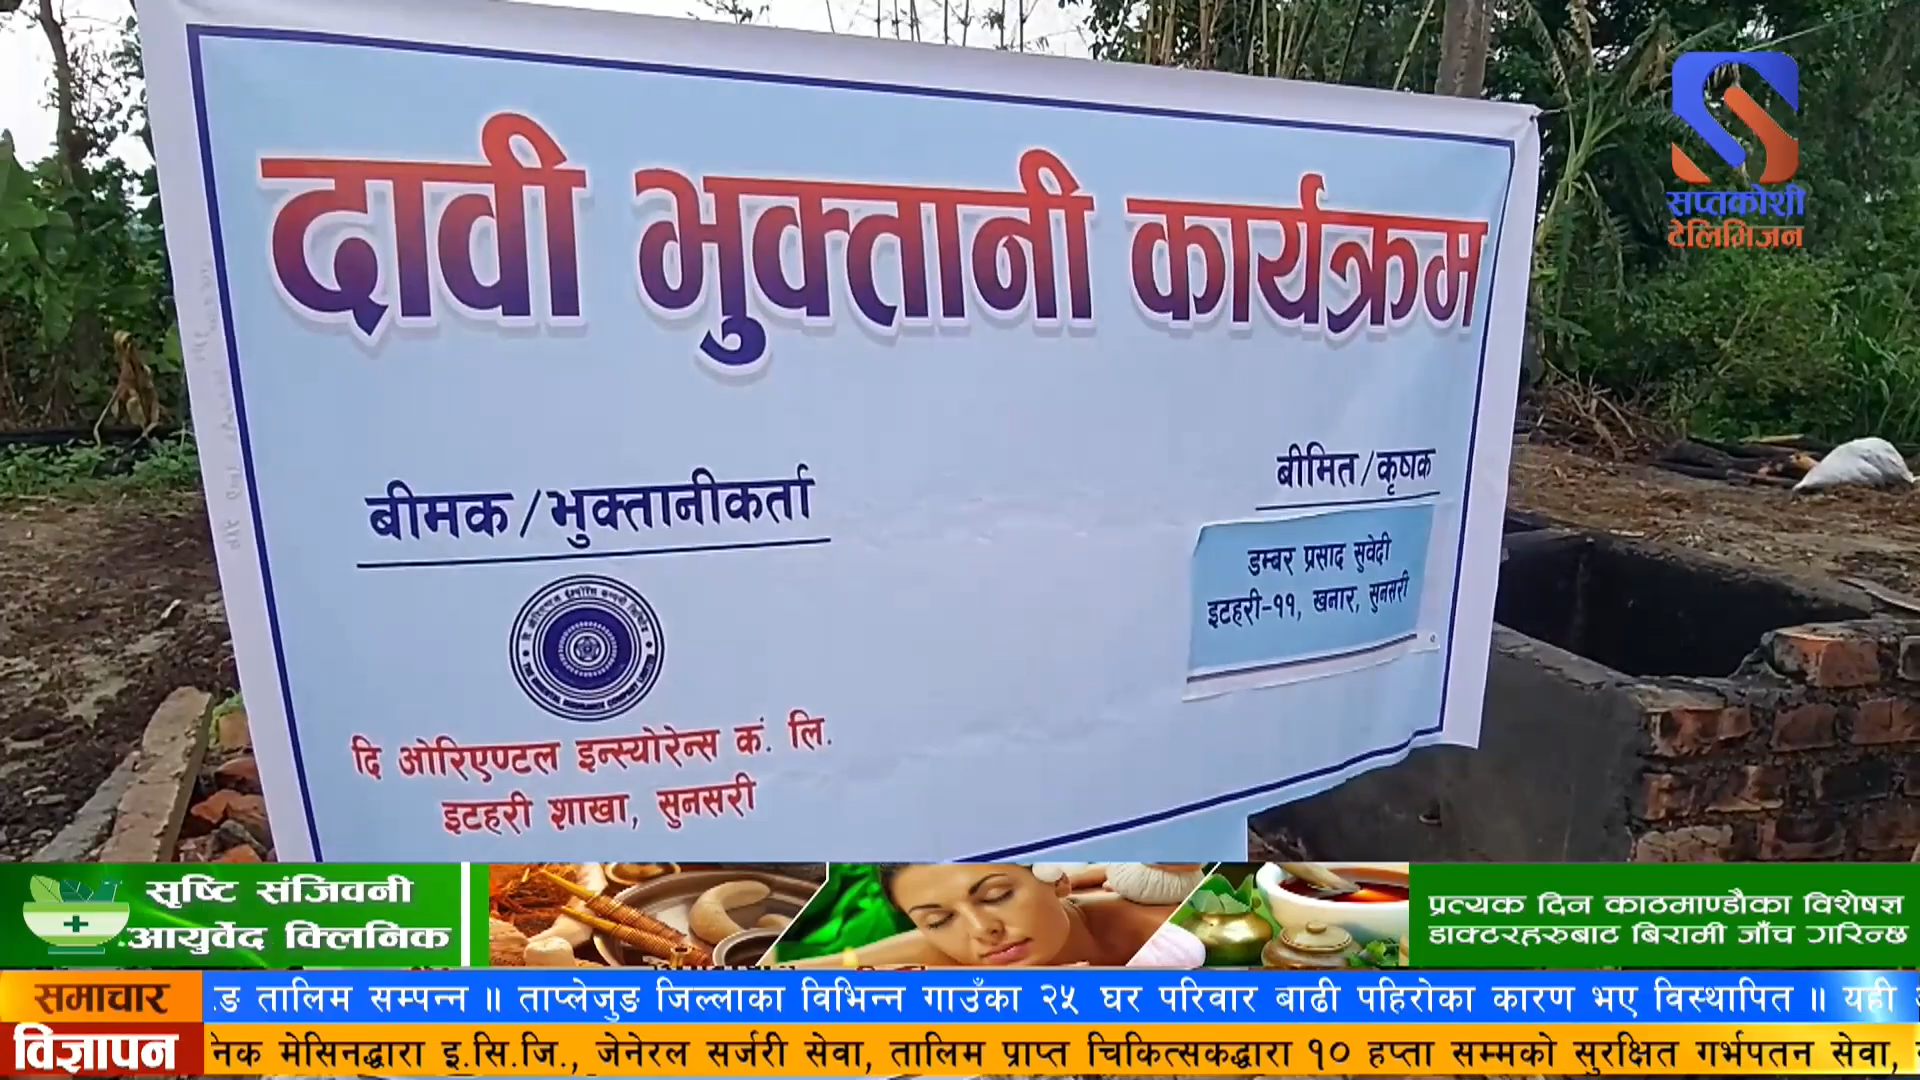 दावी भुक्तानी कार्यक्रम
सप्तकोशी
टेलिभिजन
बीमक/भुक्तानीकर्ता
बीमित/कृषक
डम्बर प्रसाद सुवेदी
इटहरी-११, खनार, सुनसरी
दि ओरिएण्टल इन्स्योरेन्स कं. लि.
इटहरी शाखा, सुनसरी
सृष्टि संजिवनी
आयुर्वेद क्लिनिक
प्रत्यक दिन काठमाण्डौका विशेषज्ञ
डाक्टरहरुबाट बिरामी जाँच गरिन्छ
समाचार
ङ तालिम सम्पन्न ॥ ताप्लेजुङ जिल्लाका विभिन्न गाउँका २५ घर परिवार बाढी पहिरोका कारण भए विस्थापित ॥ यही
विज्ञापन
नेक मेसिनद्धारा इ.सि.जि., जेनेरल सर्जरी सेवा, तालिम प्राप्त चिकित्सकद्धारा १० हप्ता सम्मको सुरक्षित गर्भपतन सेवा,